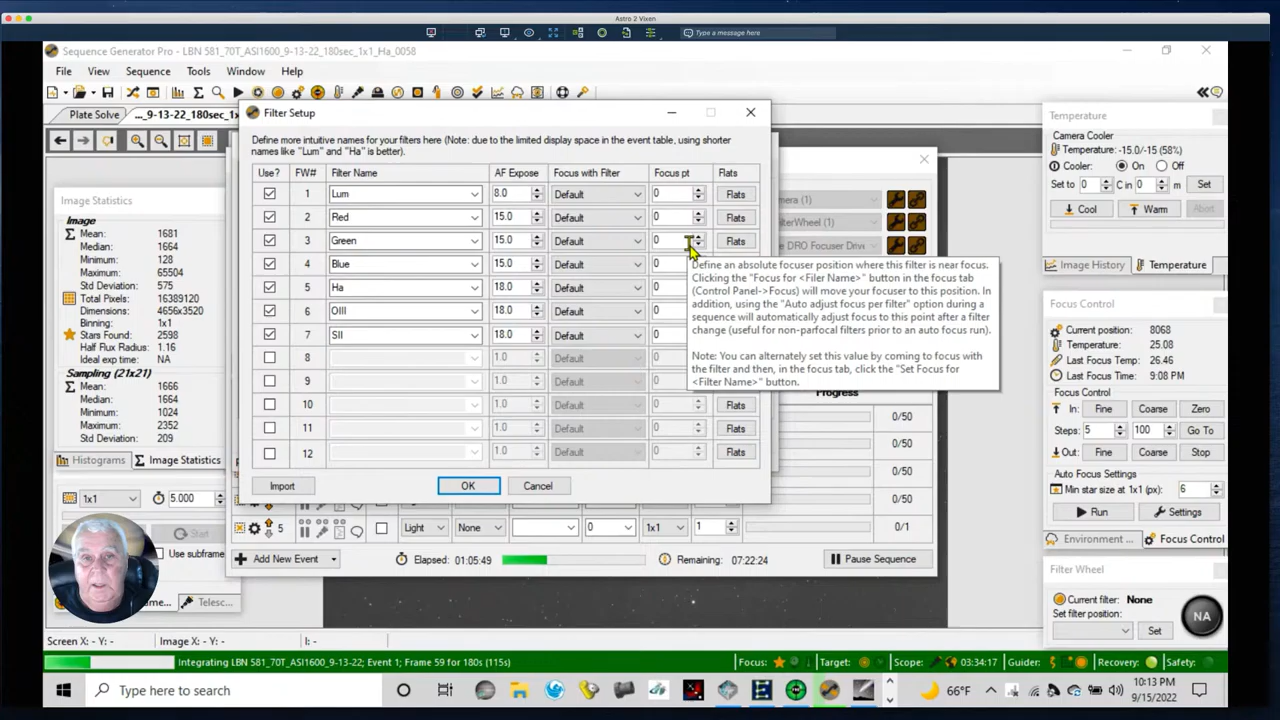 Astro 2 Vixen
Type a message here
Sequence Generator Pro - LBN 581_70T_ASI1600_9-13-22_180sec_1x1_Ha_0058
File View Sequence Tools Window Help
Plate Solve
..._9-13-22_180sec_1x
Filter Setup
Define more intuitive names for your filters here (Note: due to the limited display space in the event table, using shorter
names like "Lum" and "Ha" is better).
Use? FW# Filter Name AF Expose Focus with Filter Focus pt Flats
1 Lum 8.0 Default 0 Flats
2 Red 15.0 Default 0 Flats
3 Green 15.0 Default 0 Flats
4 Blue 15.0 Default 0
5 Ha 18.0 Default 0
6 OIII 18.0 Default 0
7 SII 18.0 Default 0
8 1.0 Default 0
9 1.0 Default 0
10 1.0 Default 0 Flats
11 1.0 Default 0 Flats
12 1.0 Default 0 Flats
Import OK Cancel
Define an absolute focuser position where this filter is near focus.
Clicking the "Focus for <Filer Name>" button in the focus tab
(Control Panel->Focus) will move your focuser to this position. In
addition, using the "Auto adjust focus per filter" option during a
sequence will automatically adjust focus to this point after a filter
change (useful for non-parfocal filters prior to an auto focus run).
Note: You can alternately set this value by coming to focus with
the filter and then, in the focus tab, click the "Set Focus for
<Filter Name>" button.
Image Statistics
Image
Mean: 1681
Median: 1664
Minimum: 128
Maximum: 65504
Std Deviation: 575
Total Pixels: 16389120
Dimensions: 4656x3520
Binning: 1x1
Stars Found: 2598
Half Flux Radius: 1.16
Ideal exp time: NA
Sampling (21x21)
Mean: 1666
Median: 1664
Minimum: 1024
Maximum: 2352
Std Deviation: 209
Histograms Image Statistics
1x1 5.000
Start
Use subframe
Telesc...
mera (1)
FilterWheel (1)
e DRO Focuser Drive
Progress
0/50
0/50
0/50
0/50
5 Light None 0 1x1 1 0/1
Add New Event Elapsed: 01:05:49 Remaining: 07:22:24 Pause Sequence
Temperature
Camera Cooler
Temperature: -15.0/ -15 (58%)
Cooler: On Off
Set to 0 C in 0 m Set
Cool Warm Abort
Image History Temperature
Focus Control
Current position: 8068
Temperature: 25.08
Last Focus Temp: 26.46
Last Focus Time: 9:08 PM
Focus Control
In: Fine Coarse Zero
Steps: 5 100 Go To
Out: Fine Coarse Stop
Auto Focus Settings
Min star size at 1x1 (px): 6
Run Settings
Environment ... Focus Control
Filter Wheel
Current filter: None
Set filter position:
Set
NA
Screen X: - Y: - Image X: - Y: - I: -
Integrating LBN 581_70T_ASI1600_9-13-22; Event 1; Frame 59 for 180s (115s) Focus: Target: Scope: 03:34:17 Guider: Recovery: Safety:
Type here to search
66°F
10:13 PM
9/15/2022